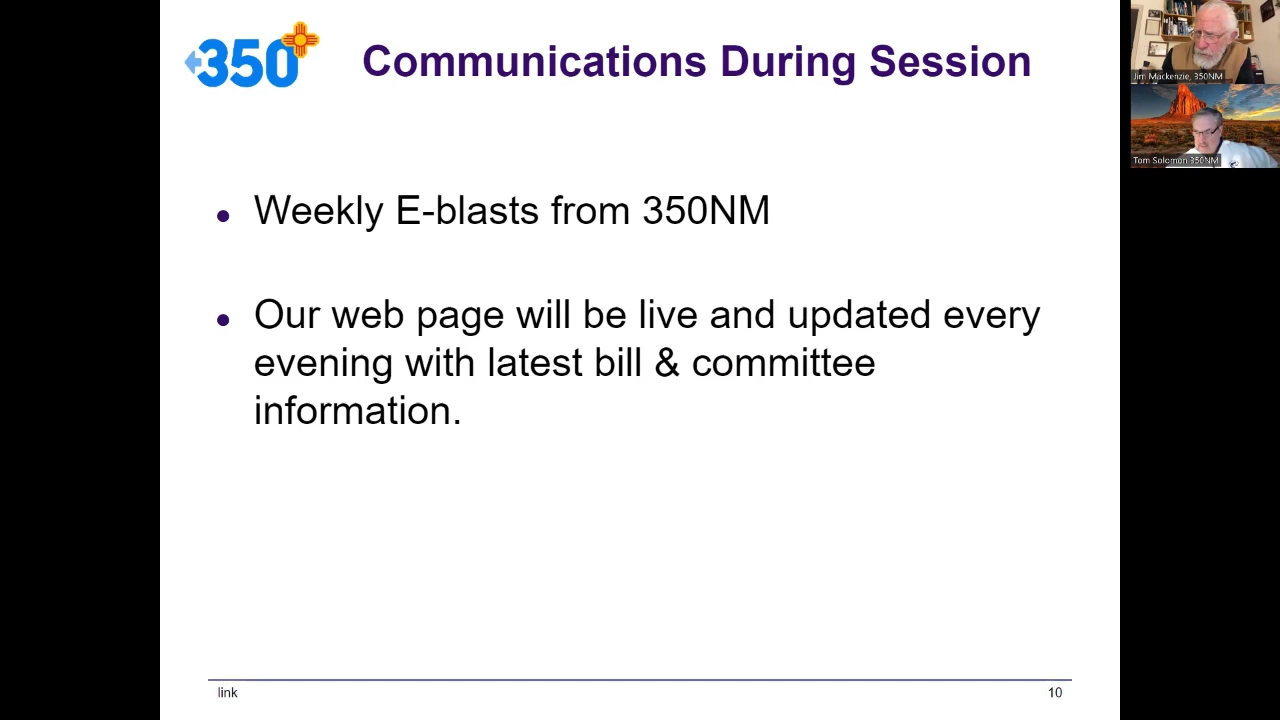 350
Communications During Session
Jim Mackenzie, 350NM
Tom Solomon 350NM
• Weekly E-blasts from 350NM
• Our web page will be live and updated every
evening with latest bill & committee
information.
link
10